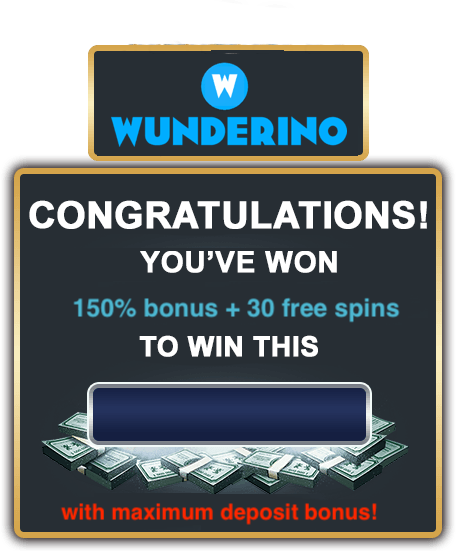 W
WUNDERINO
CONGRATULATIONS!
YOU'VE WON
150% bonus + 30 free spins
TO WIN THIS
with maximum deposit bonus!